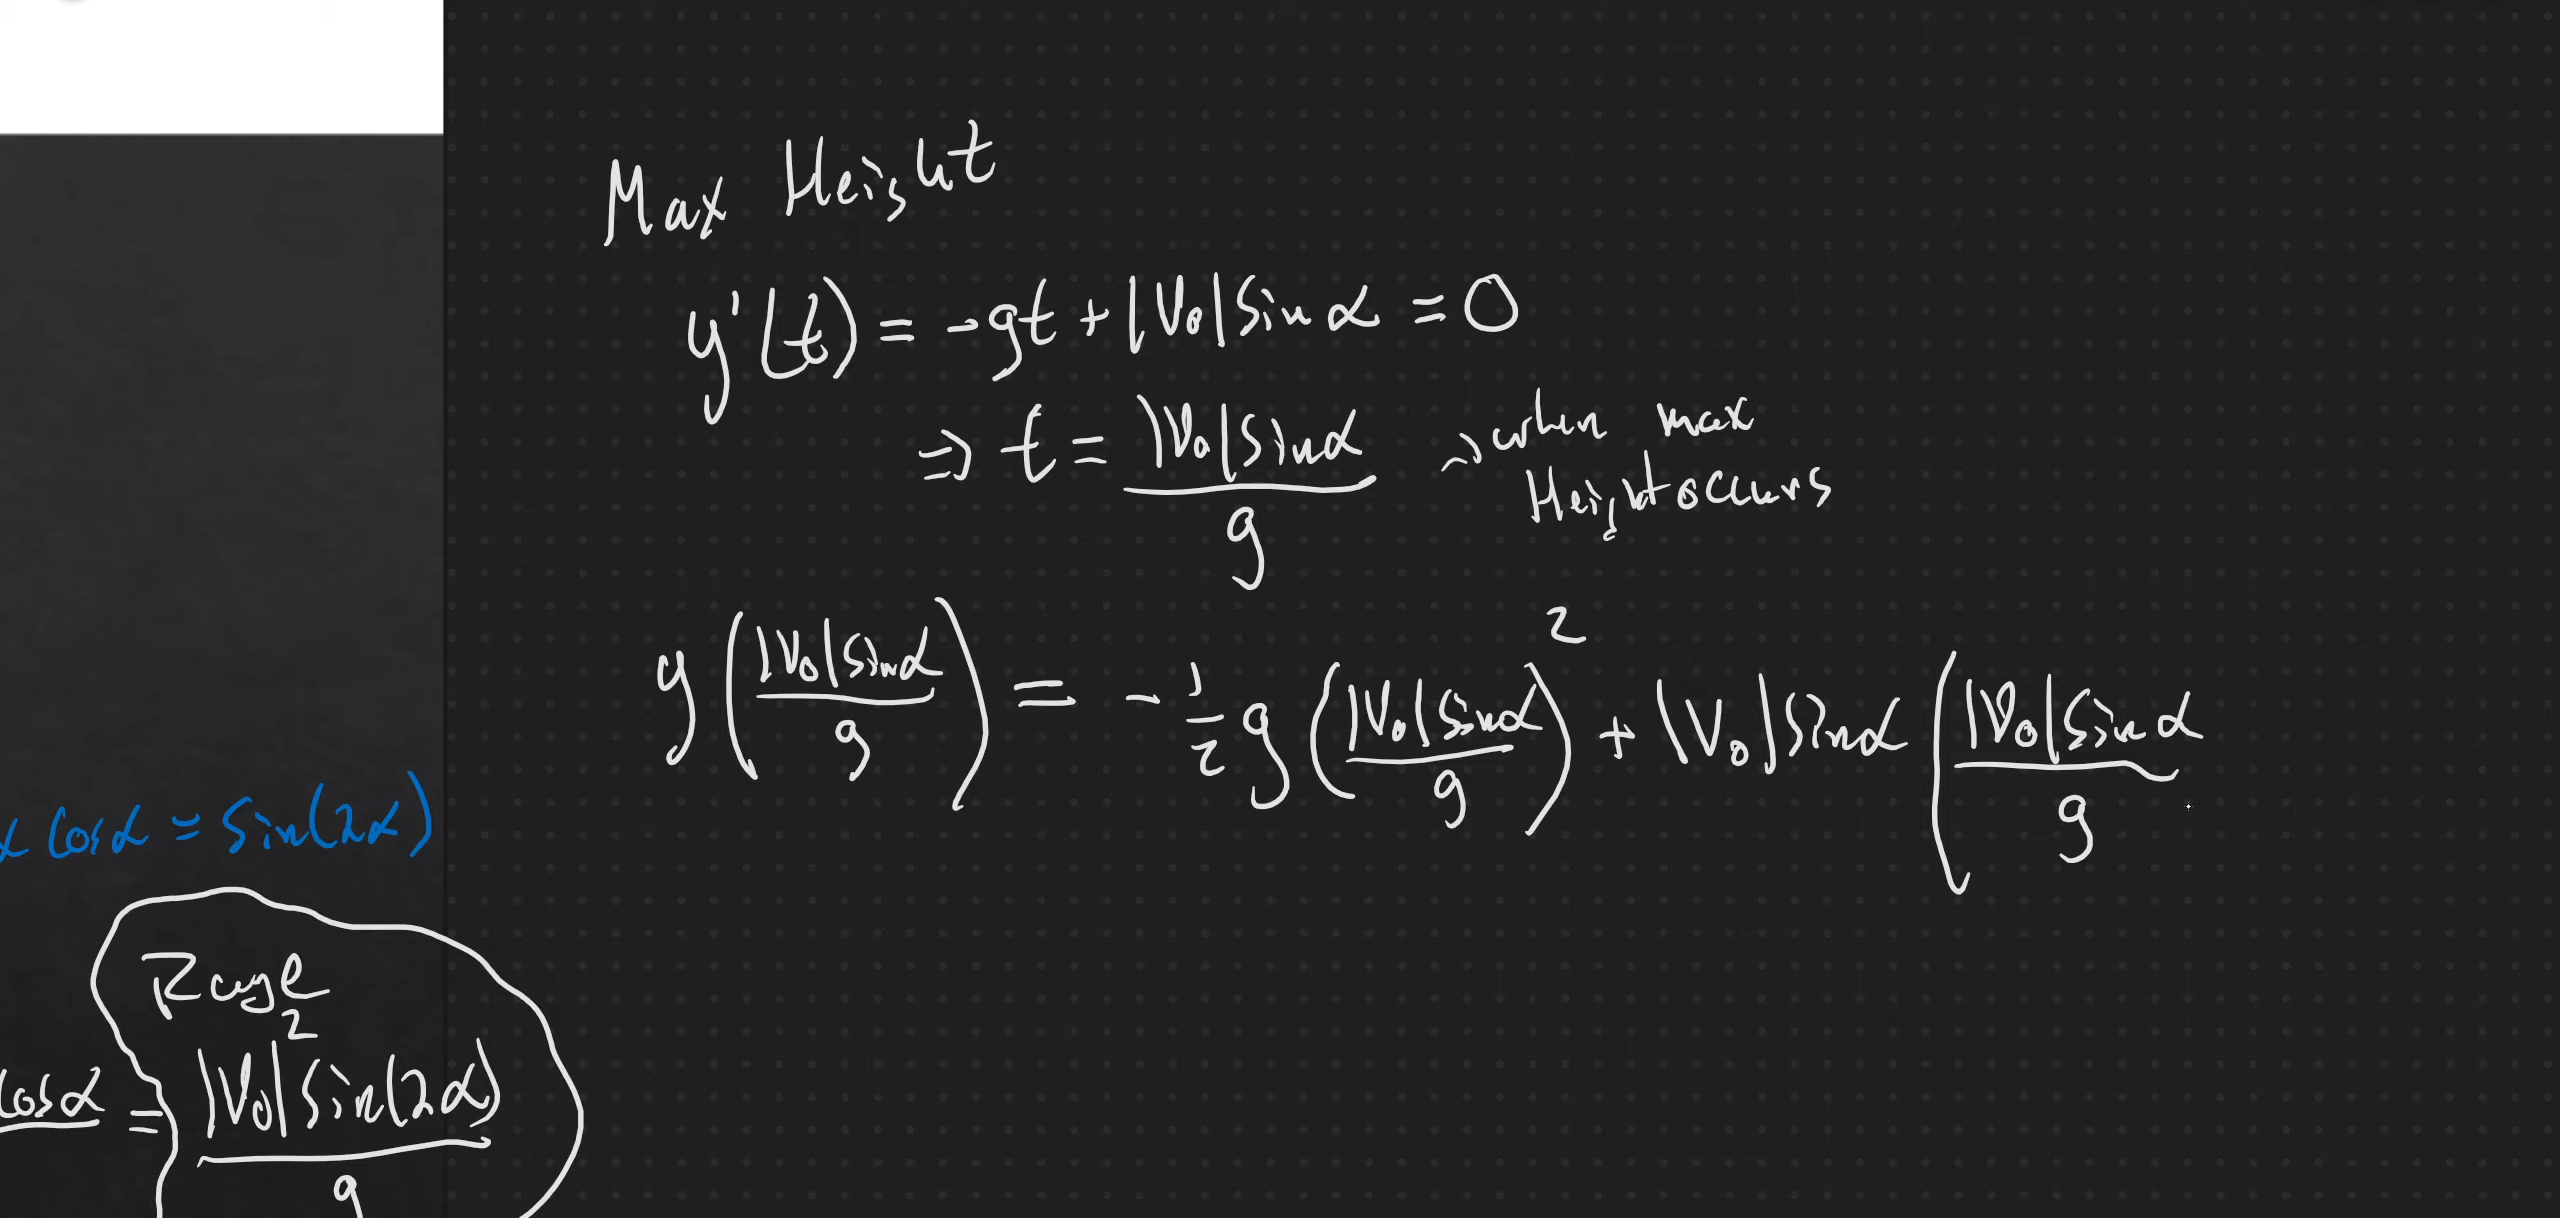 Max Height
y'(t) = -gt + |V₀| sin α = 0
⇒ t = |V₀| sin α / g → when max
Height occurs
y(|V₀| sin α / g) = - 1/2 g (|V₀| sin α / g)² + |V₀| sin α (|V₀| sin α / g
cos α = sin(2α)
Range
cos α = |V₀|² sin(2α) / g